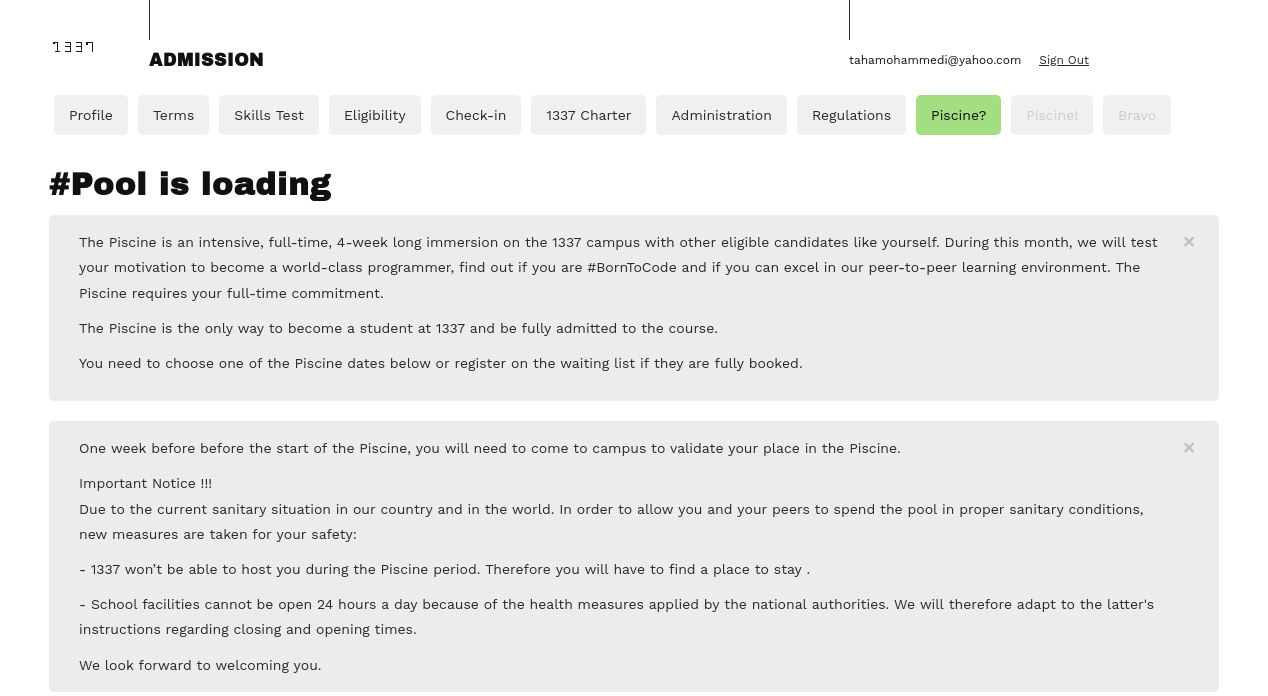 1337
ADMISSION
tahamohammedi@yahoo.com Sign Out
Profile Terms Skills Test Eligibility Check-in 1337 Charter Administration Regulations Piscine? Piscine! Bravo
#Pool is loading
The Piscine is an intensive, full-time, 4-week long immersion on the 1337 campus with other eligible candidates like yourself. During this month, we will test ×
your motivation to become a world-class programmer, find out if you are #BornToCode and if you can excel in our peer-to-peer learning environment. The
Piscine requires your full-time commitment.
The Piscine is the only way to become a student at 1337 and be fully admitted to the course.
You need to choose one of the Piscine dates below or register on the waiting list if they are fully booked.
One week before before the start of the Piscine, you will need to come to campus to validate your place in the Piscine. ×
Important Notice !!!
Due to the current sanitary situation in our country and in the world. In order to allow you and your peers to spend the pool in proper sanitary conditions,
new measures are taken for your safety:
- 1337 won't be able to host you during the Piscine period. Therefore you will have to find a place to stay .
- School facilities cannot be open 24 hours a day because of the health measures applied by the national authorities. We will therefore adapt to the latter's
instructions regarding closing and opening times.
We look forward to welcoming you.